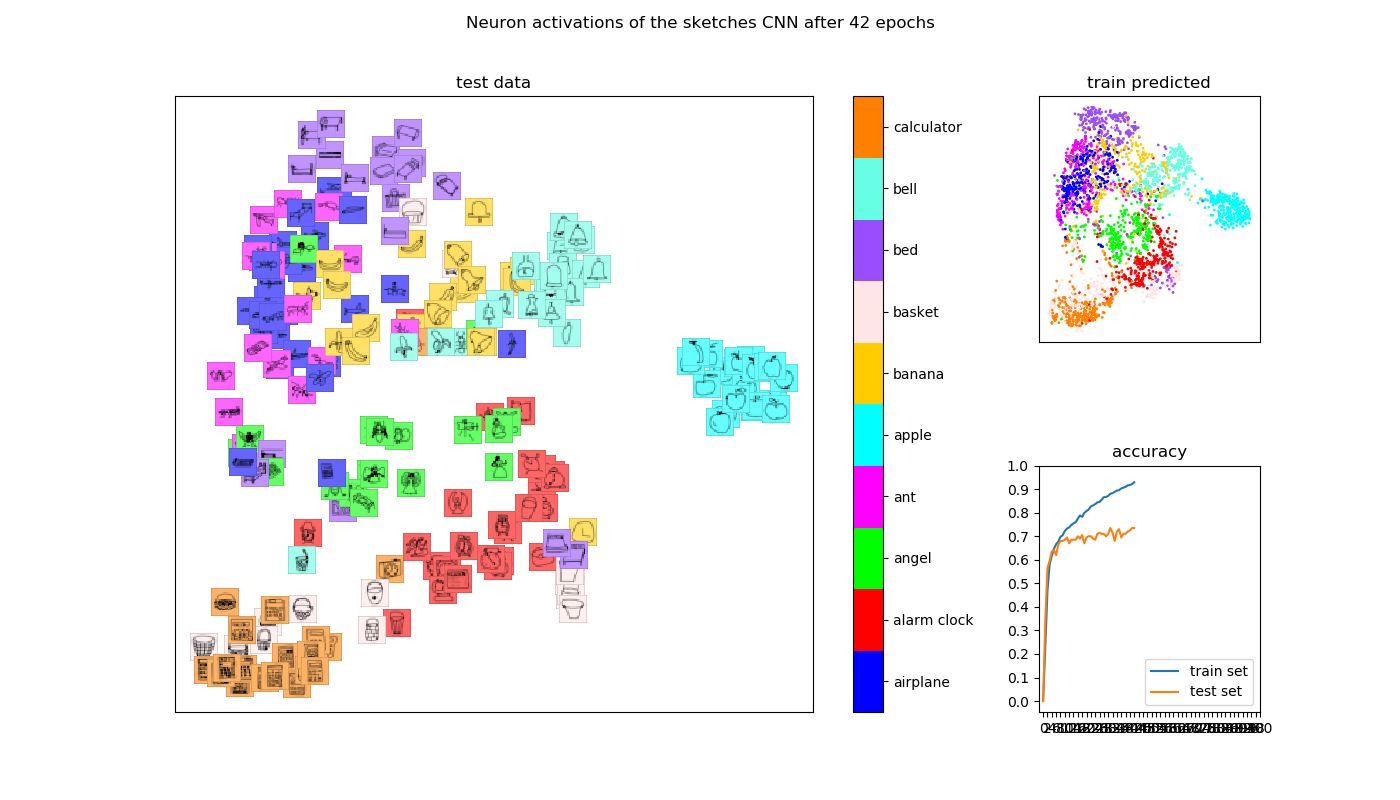 Neuron activations of the sketches CNN after 42 epochs
test data
calculator
bell
bed
basket
banana
apple
ant
angel
alarm clock
airplane
train predicted
accuracy
1.0
0.9
0.8
0.7
0.6
0.5
0.4
0.3
0.2
0.1
0.0
train set
test set